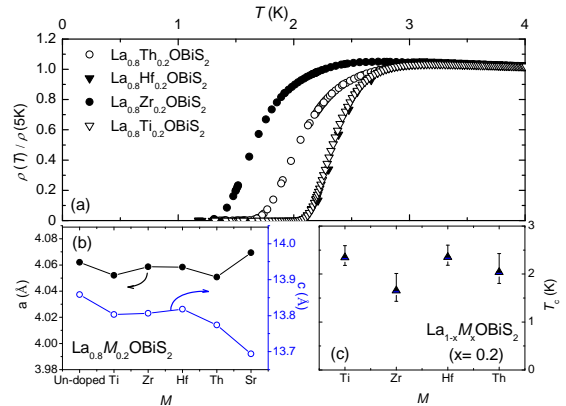 T (K)
0 1 2 3 4
ρ (T) / ρ (5K)
1.2
1.0
0.8
0.6
0.4
0.2
0
La0.8Th0.2OBiS2
La0.8Hf0.2OBiS2
La0.8Zr0.2OBiS2
La0.8Ti0.2OBiS2
(a)
(b)
a (Å)
4.08
4.06
4.04
4.02
4.00
3.98
c (Å)
14.0
13.9
13.8
13.7
La0.8M0.2OBiS2
Un-doped Ti Zr Hf Th Sr
M
3
2
1
0
Tc (K)
La1-xMxOBiS2
(c) (x= 0.2)
Ti Zr Hf Th
M